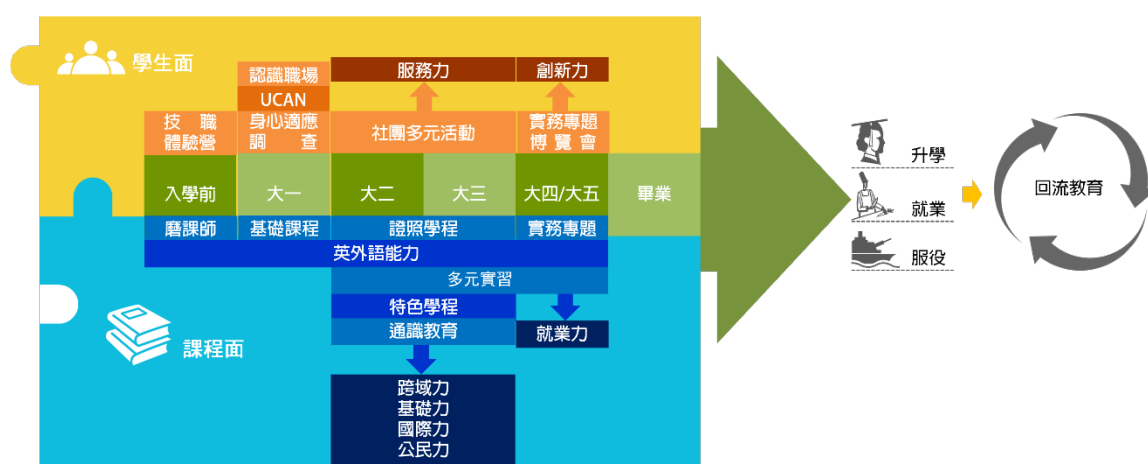 學生面
認識職場
UCAN
身心適應
調 查
服務力
創新力
技 職
體驗營
社團多元活動
實務專題
博 覽 會
入學前
大一
大二
大三
大四/大五
畢業
磨課師
基礎課程
證照學程
實務專題
英外語能力
多元實習
特色學程
通識教育
就業力
課程面
跨域力
基礎力
國際力
公民力
升學
就業
服役
回流教育